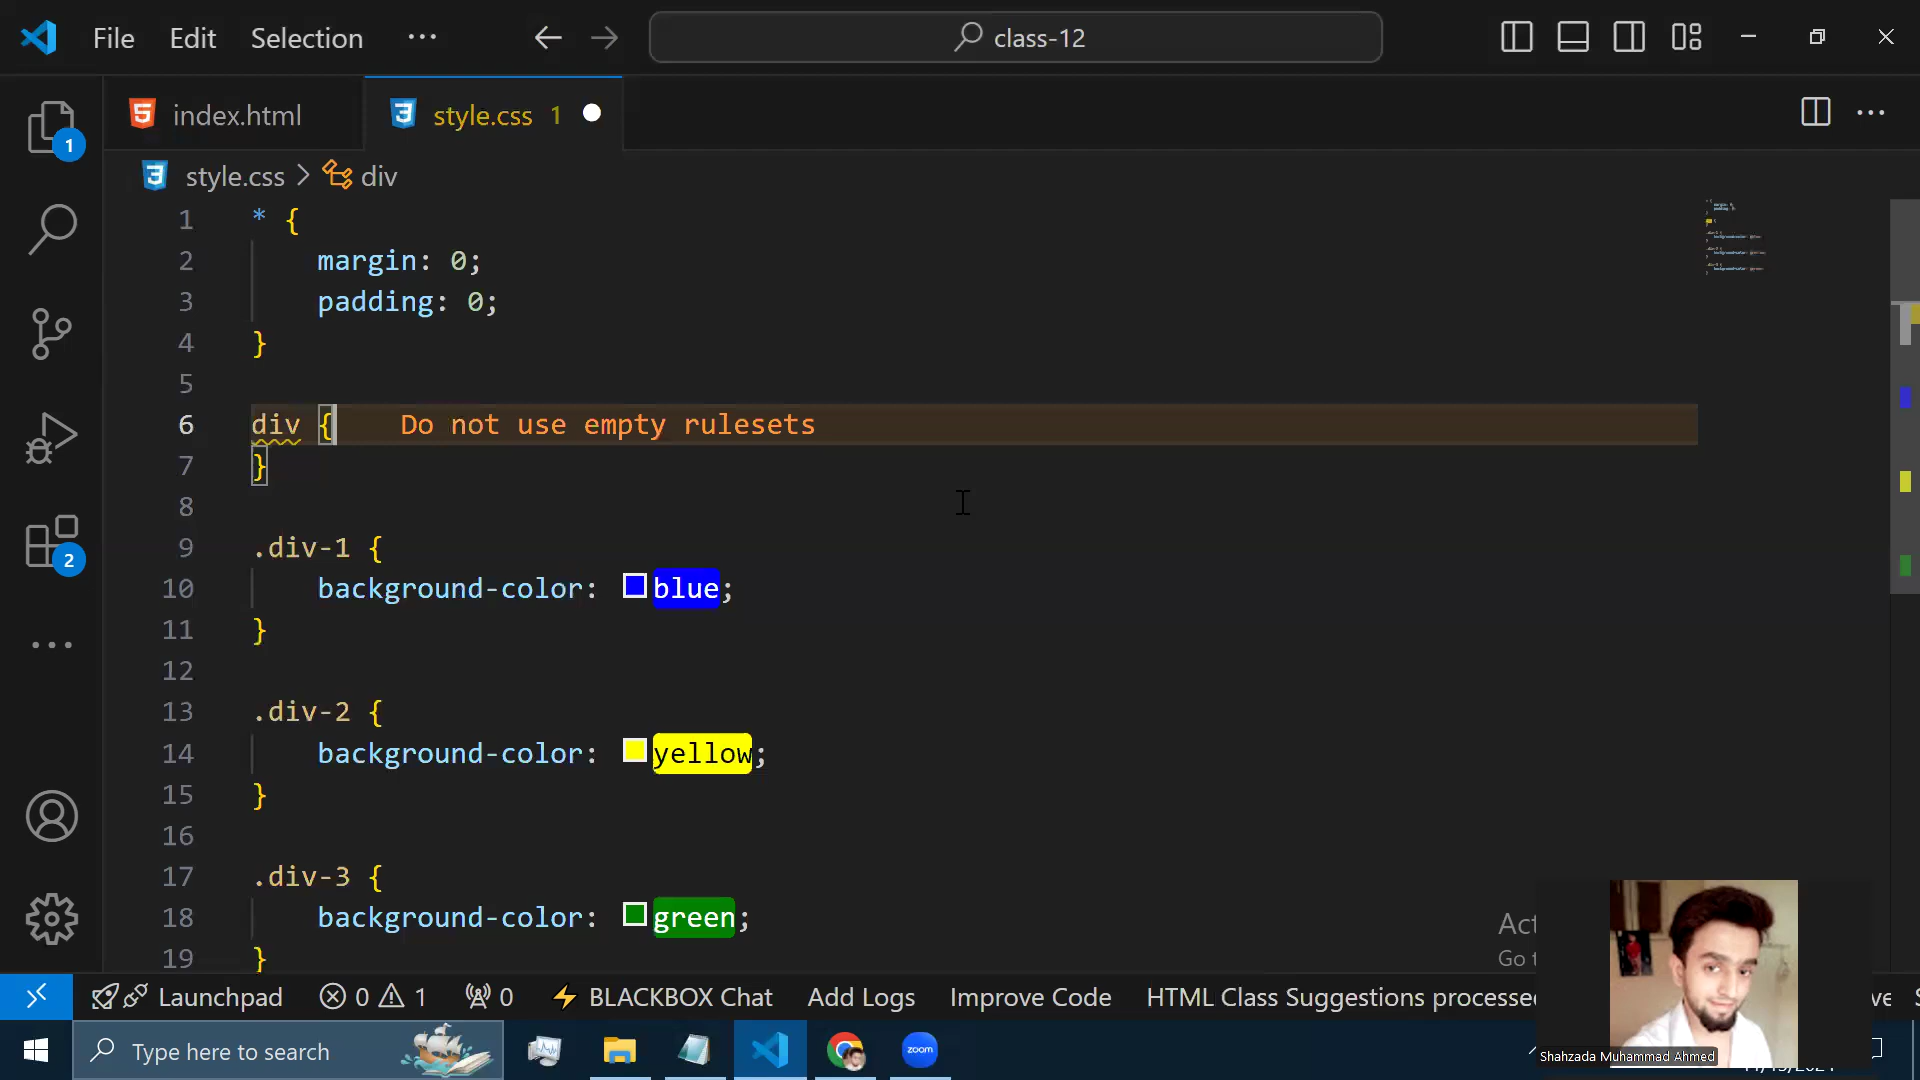 File Edit Selection ··· class-12
1
index.html style.css 1
style.css > div
1 * {
2 margin: 0;
3 padding: 0;
4 }
5
6 div { Do not use empty rulesets
7 }
8
9 .div-1 {
10 background-color: blue;
11 }
12
13 .div-2 {
14 background-color: yellow;
15 }
16
17 .div-3 {
18 background-color: green;
19 }
2
Launchpad 0 1 0 BLACKBOX Chat Add Logs Improve Code HTML Class Suggestions
Type here to search zoom
Shahzada Muhammad Ahmed